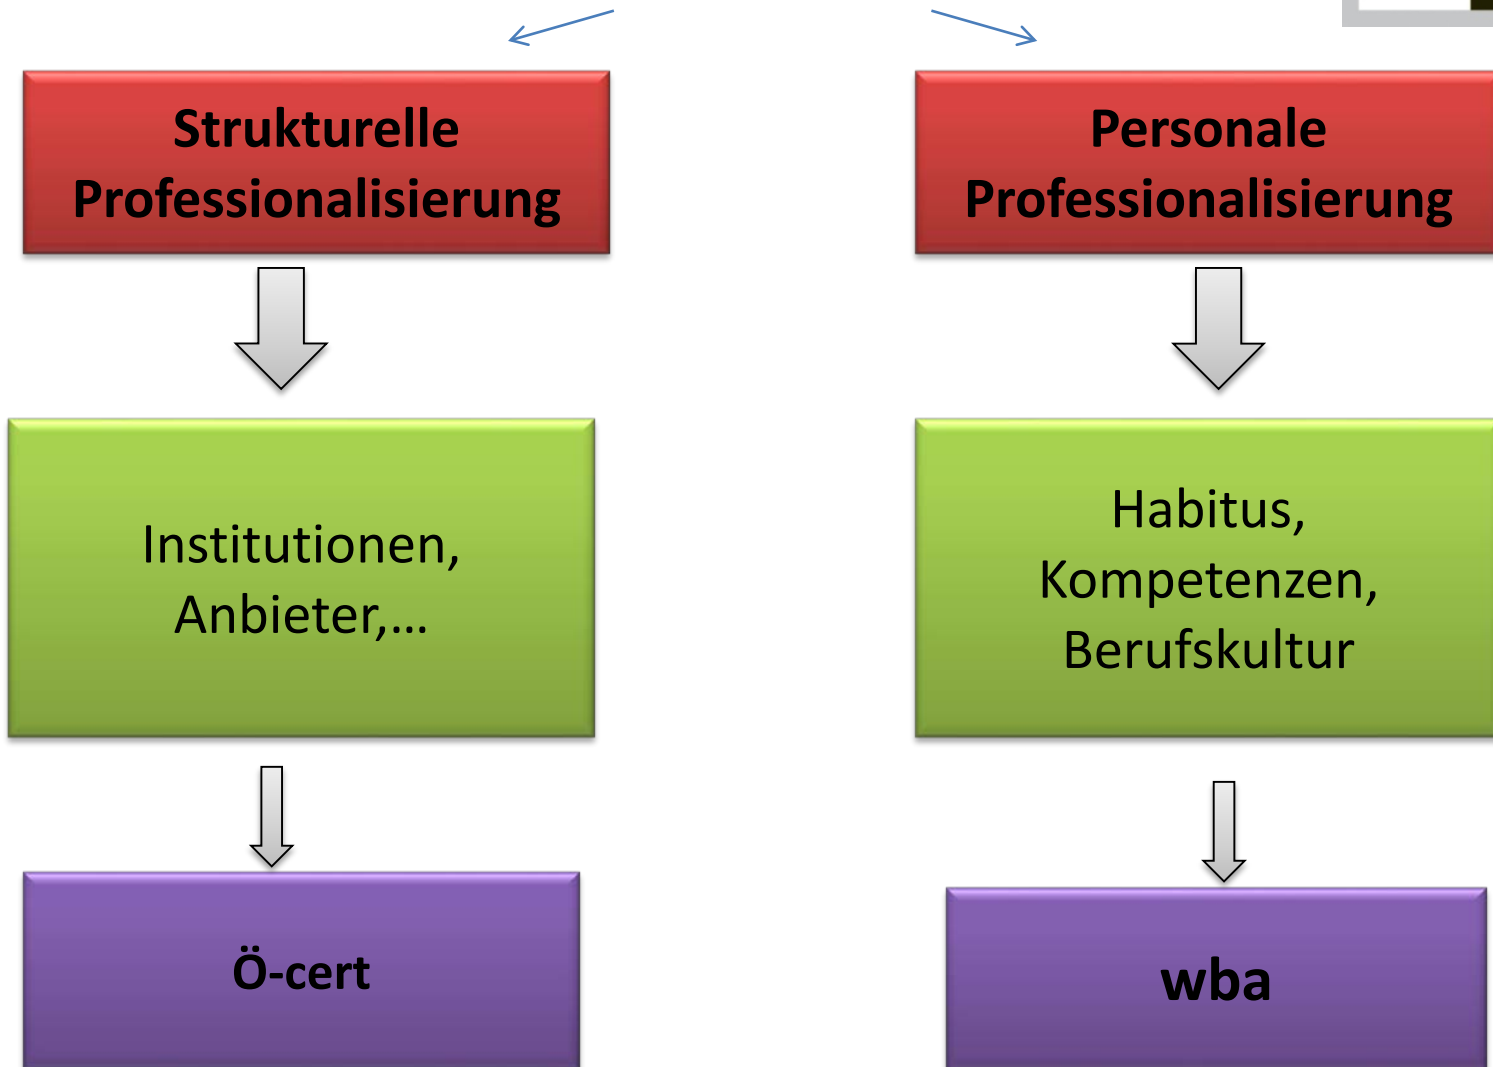 Strukturelle
Professionalisierung
Personale
Professionalisierung
Institutionen,
Anbieter,...
Habitus,
Kompetenzen,
Berufskultur
Ö-cert
wba